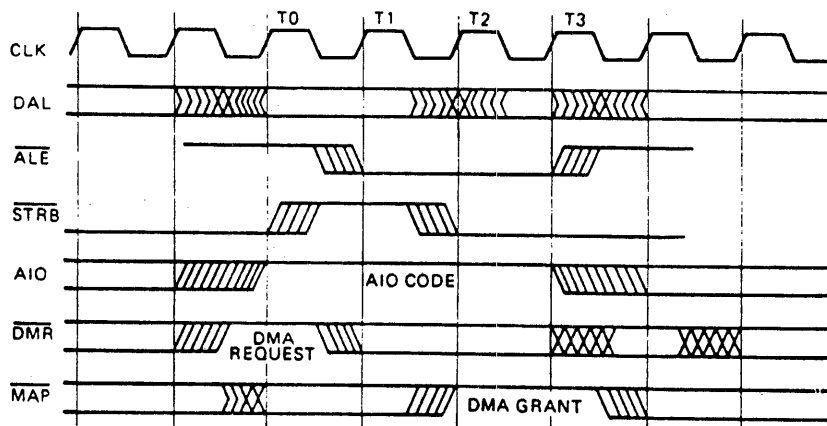 T0 T1 T2 T3
CLK
DAL
ALE
STRB
AIO
AIO CODE
DMR
DMA
REQUEST
MAP
DMA GRANT